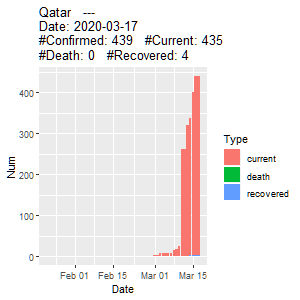 Qatar   ---
Date: 2020-03-17
#Confirmed: 439   #Current: 435
#Death: 0   #Recovered: 4
Num
400
300
200
100
0
Feb 01
Feb 15
Mar 01
Mar 15
Date
Type
current
death
recovered